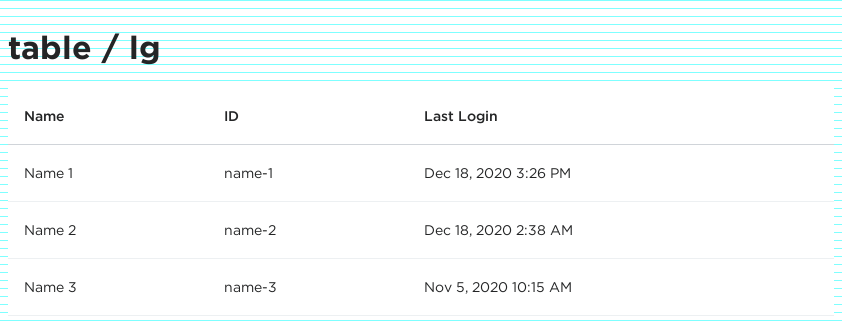 table / lg
Name ID Last Login
Name 1 name-1 Dec 18, 2020 3:26 PM
Name 2 name-2 Dec 18, 2020 2:38 AM
Name 3 name-3 Nov 5, 2020 10:15 AM